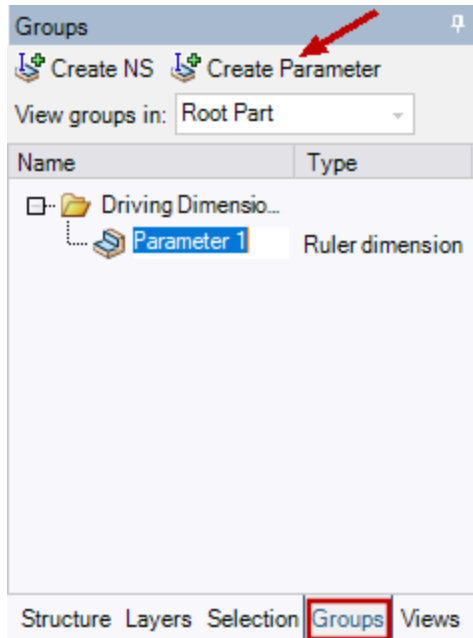 Groups
Create NS Create Parameter
View groups in: Root Part
Name Type
Driving Dimensio...
Parameter 1 Ruler dimension
Structure Layers Selection Groups Views